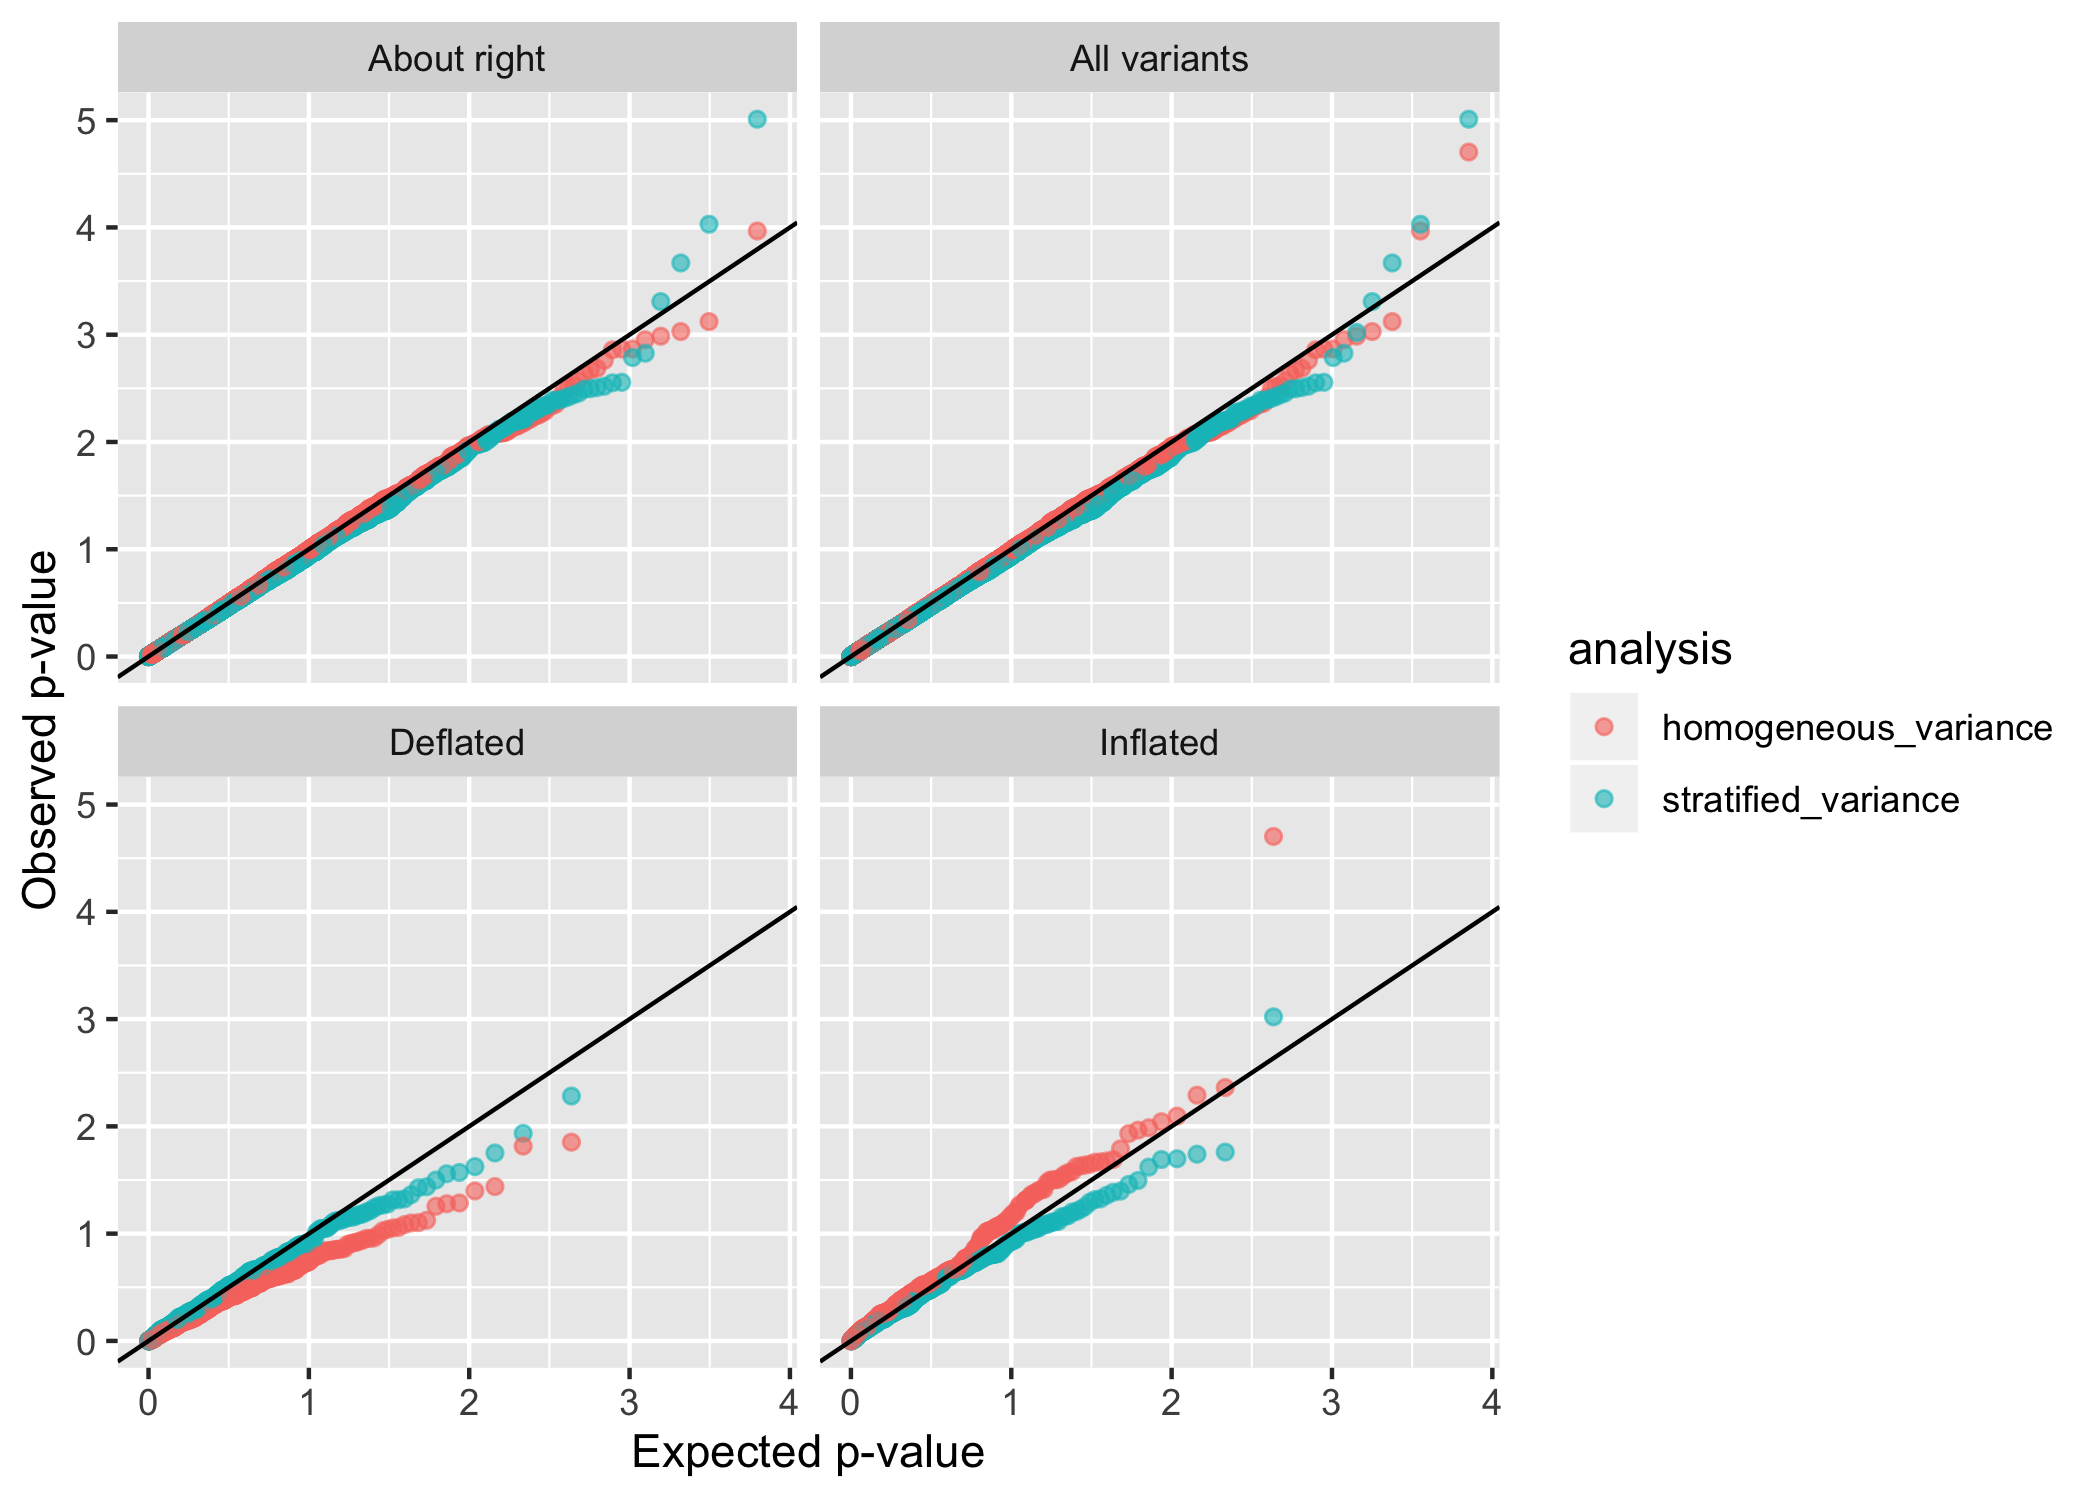 About right
All variants
5
4
3
2
1
0
Deflated
Inflated
5
4
3
2
1
0
0 1 2 3 4
0 1 2 3 4
Expected p-value
Observed p-value
analysis
homogeneous_variance
stratified_variance